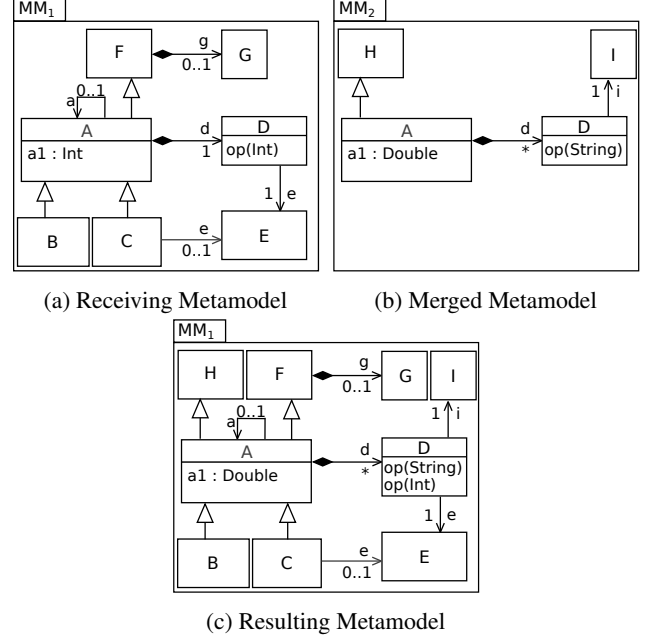 MM1
F
g
0..1
G
0..1
a
A
a1 : Int
d
1
D
op(Int)
1 e
B
C
e
0..1
E
(a) Receiving Metamodel
MM2
H
I
1 i
A
a1 : Double
d
*
D
op(String)
(b) Merged Metamodel
MM1
H
F
g
0..1
G
I
0..1
a
1 i
A
a1 : Double
d
*
D
op(String)
op(Int)
1 e
B
C
e
0..1
E
(c) Resulting Metamodel